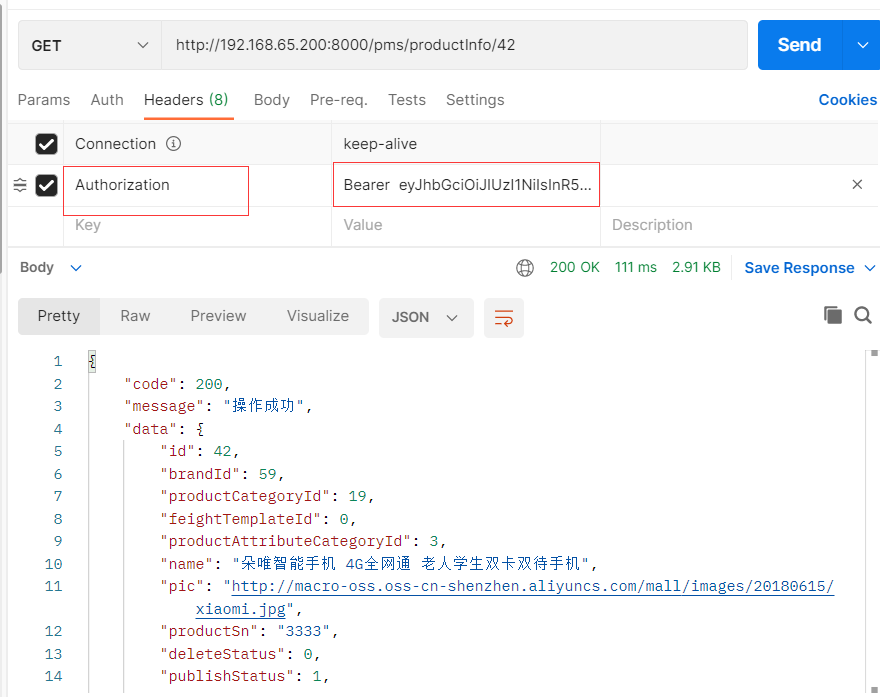 GET http://192.168.65.200:8000/pms/productInfo/42 Send
Params Auth Headers (8) Body Pre-req. Tests Settings Cookies
Connection keep-alive
Authorization Bearer eyJhbGciOiJIUzI1NiIsInR5...
Key Value Description
Body 200 OK 111 ms 2.91 KB Save Response
Pretty Raw Preview Visualize JSON
1 {
2 "code": 200,
3 "message": "操作成功",
4 "data": {
5 "id": 42,
6 "brandId": 59,
7 "productCategoryId": 19,
8 "feightTemplateId": 0,
9 "productAttributeCategoryId": 3,
10 "name": "朵唯智能手机 4G全网通 老人学生双卡双待手机",
11 "pic": "http://macro-oss.oss-cn-shenzhen.aliyuncs.com/mall/images/20180615/
xiaomi.jpg",
12 "productSn": "3333",
13 "deleteStatus": 0,
14 "publishStatus": 1,